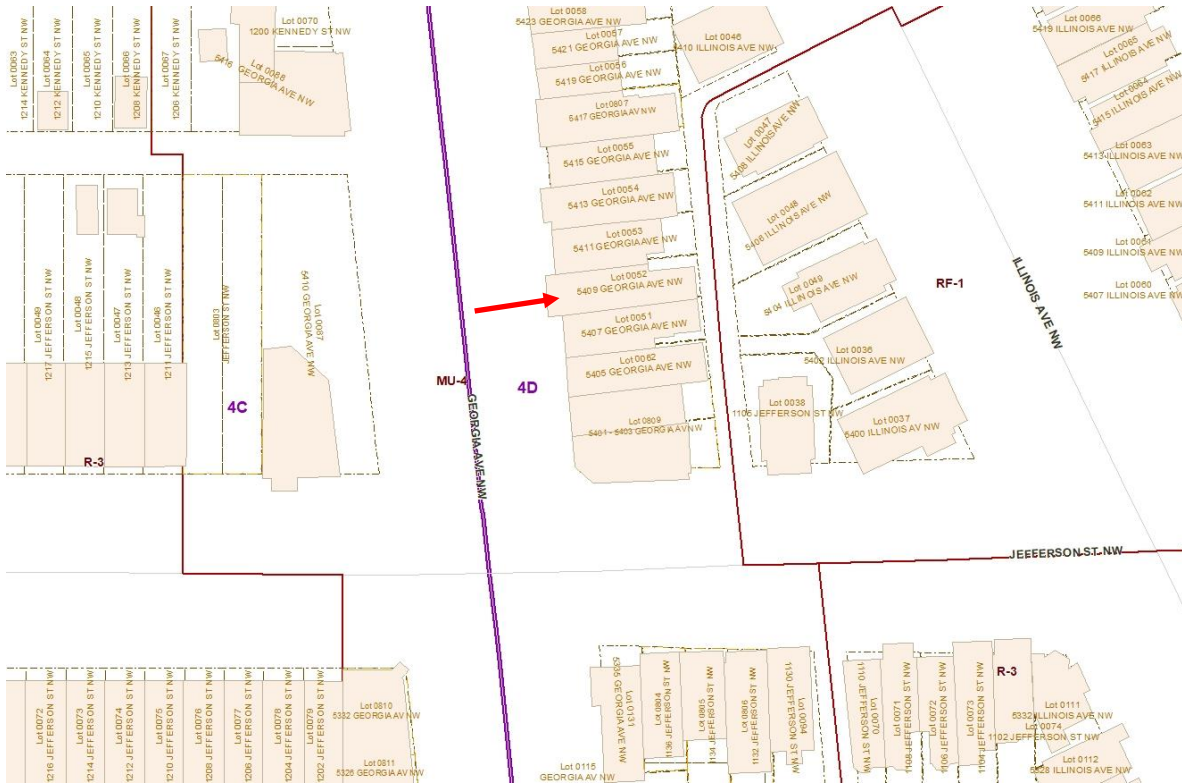 Lot 0063
1214 KENNEDY ST NW
Lot 0064
1212 KENNEDY ST NW
Lot 0065
1210 KENNEDY ST NW
Lot 0066
1208 KENNEDY ST NW
Lot 0067
1206 KENNEDY ST NW
Lot 0070
1200 KENNEDY ST NW
Lot 0086
5416 GEORGIA AVE NW
Lot 0058
5423 GEORGIA AVE NW
Lot 0057
5421 GEORGIA AVE NW
Lot 0056
5419 GEORGIA AVE NW
Lot 0807
5417 GEORGIA AV NW
Lot 0055
5415 GEORGIA AVE NW
Lot 0054
5413 GEORGIA AVE NW
Lot 0053
5411 GEORGIA AVE NW
Lot 0052
5409 GEORGIA AVE NW
Lot 0051
5407 GEORGIA AVE NW
Lot 0062
5405 GEORGIA AVE NW
Lot 0809
5401 - 5403 GEORGIA AV NW
Lot 0046
5410 ILLINOIS AVE NW
Lot 0047
5408 ILLINOIS AVE NW
Lot 0048
5406 ILLINOIS AVE NW
Lot 0049
5404 ILLINOIS AVE NW
Lot 0036
5402 ILLINOIS AVE NW
Lot 0037
5400 ILLINOIS AV NW
Lot 0038
1106 JEFFERSON ST NW
RF-1
ILLINOIS AVE NW
Lot 0066
5419 ILLINOIS AVE NW
Lot 0065
5417 ILLINOIS AVE NW
Lot 0064
5415 ILLINOIS AVE NW
Lot 0063
5413 ILLINOIS AVE NW
Lot 0062
5411 ILLINOIS AVE NW
Lot 0061
5409 ILLINOIS AVE NW
Lot 0060
5407 ILLINOIS AVE NW
Lot 0049
1217 JEFFERSON ST NW
Lot 0048
1215 JEFFERSON ST NW
Lot 0047
1213 JEFFERSON ST NW
Lot 0046
1211 JEFFERSON ST NW
Lot 0803
JEFFERSON ST NW
Lot 0087
5410 GEORGIA AVE NW
4C
R-3
MU-4
4D
GEORGIA AVE NW
JEFFERSON ST NW
Lot 0072
1216 JEFFERSON ST NW
Lot 0073
1214 JEFFERSON ST NW
Lot 0074
1212 JEFFERSON ST NW
Lot 0075
1210 JEFFERSON ST NW
Lot 0076
1208 JEFFERSON ST NW
Lot 0077
1206 JEFFERSON ST NW
Lot 0078
1204 JEFFERSON ST NW
Lot 0079
1202 JEFFERSON ST NW
Lot 0810
5332 GEORGIA AV NW
Lot 0811
5326 GEORGIA AV NW
Lot 0131
GEORGIA AVE NW
Lot 0115
GEORGIA AV NW
Lot 0804
1136 JEFFERSON ST NW
Lot 0805
1134 JEFFERSON ST NW
Lot 0806
1132 JEFFERSON ST NW
Lot 0094
1130 JEFFERSON ST NW
Lot 0070
1110 JEFFERSON ST NW
Lot 0071
1108 JEFFERSON ST NW
Lot 0072
1106 JEFFERSON ST NW
Lot 0073
1104 JEFFERSON ST NW
R-3
Lot 0111
5332 ILLINOIS AVE NW
Lot 0074
1102 JEFFERSON ST NW
Lot 0112
5328 ILLINOIS AVE NW